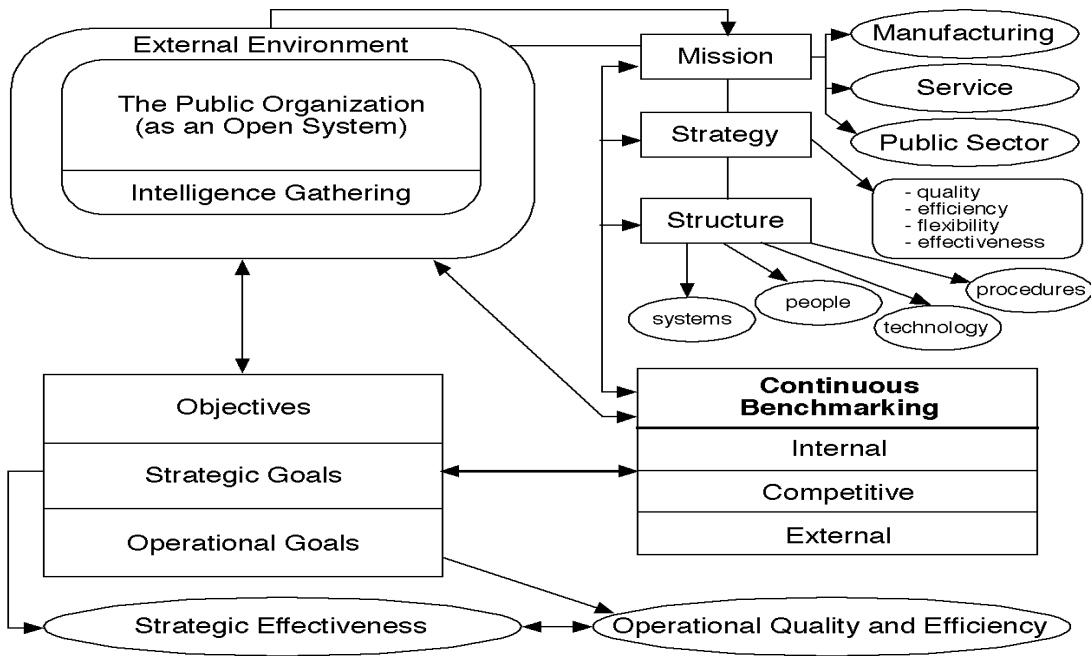 External Environment
The Public Organization
(as an Open System)
Intelligence Gathering
Mission
Manufacturing
Service
Public Sector
Strategy
- quality
- efficiency
- flexibility
- effectiveness
Structure
systems
people
technology
procedures
Objectives
Strategic Goals
Operational Goals
Continuous
Benchmarking
Internal
Competitive
External
Strategic Effectiveness
Operational Quality and Efficiency